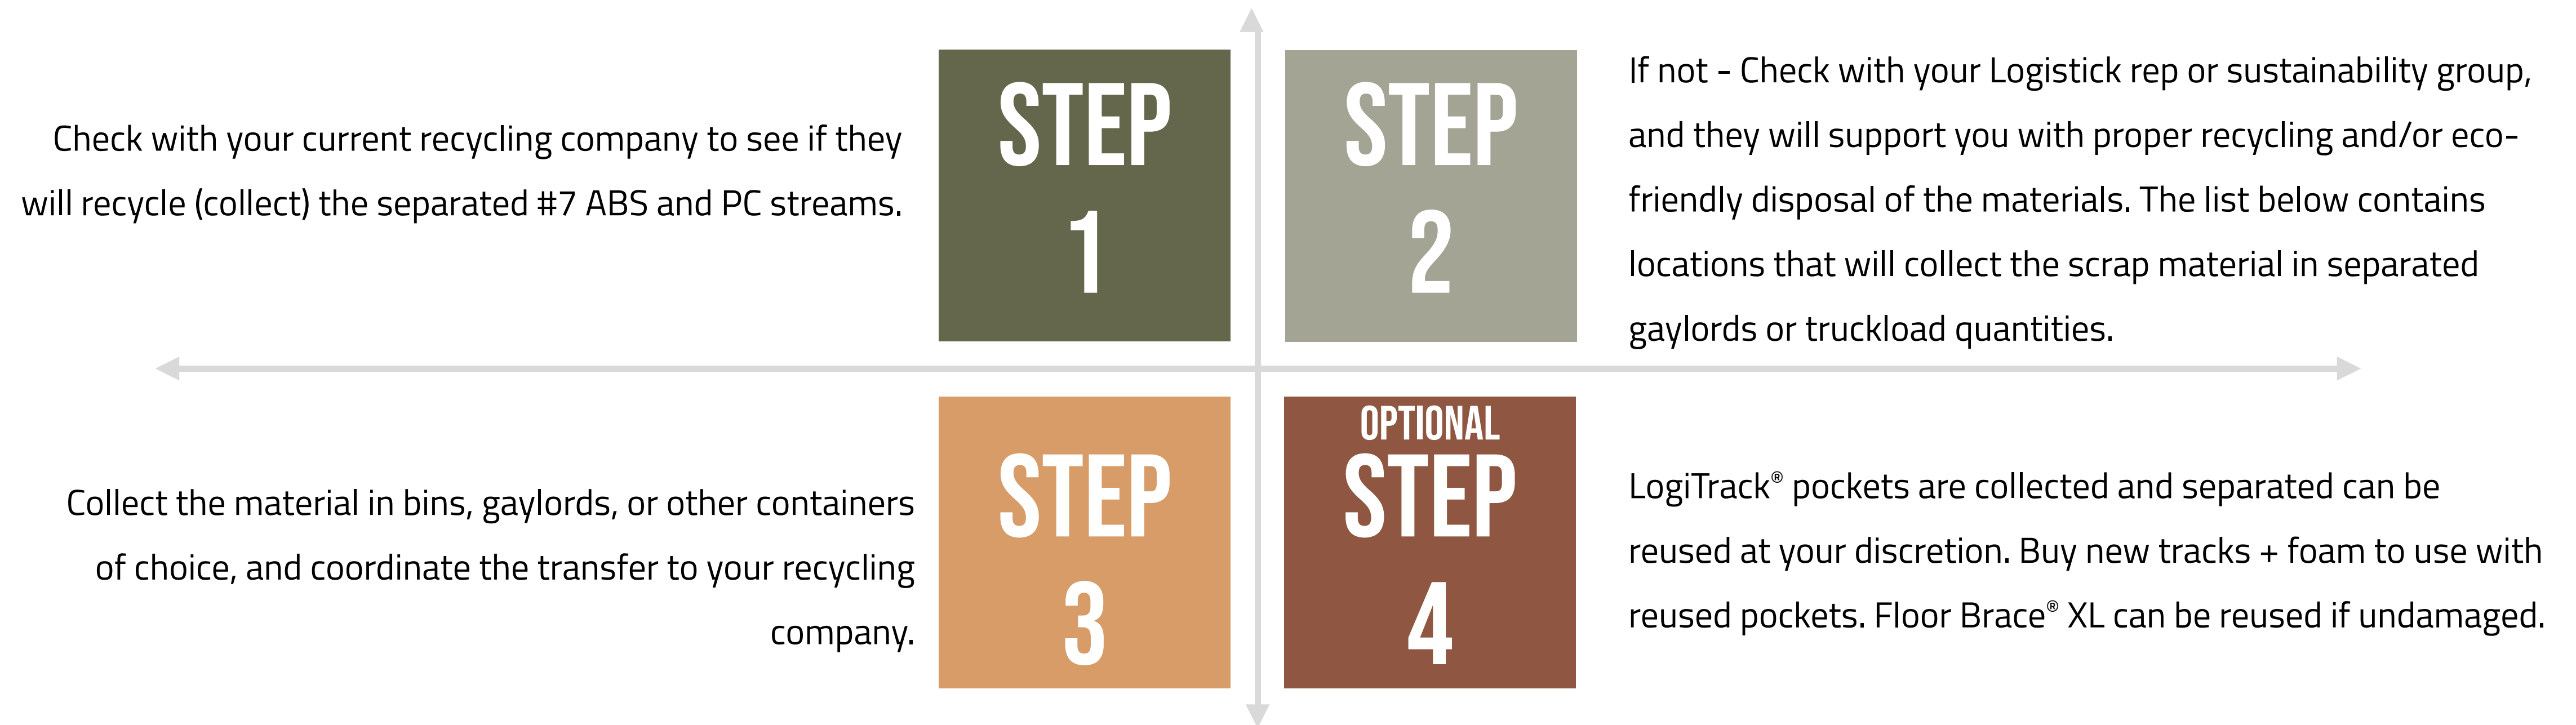 Check with your current recycling company to see if they
will recycle (collect) the separated #7 ABS and PC streams.
STEP
1
STEP
2
If not - Check with your Logistick rep or sustainability group,
and they will support you with proper recycling and/or eco-
friendly disposal of the materials. The list below contains
locations that will collect the scrap material in separated
gaylords or truckload quantities.
Collect the material in bins, gaylords, or other containers
of choice, and coordinate the transfer to your recycling
company.
STEP
3
OPTIONAL
STEP
4
LogiTrack® pockets are collected and separated can be
reused at your discretion. Buy new tracks + foam to use with
reused pockets. Floor Brace® XL can be reused if undamaged.